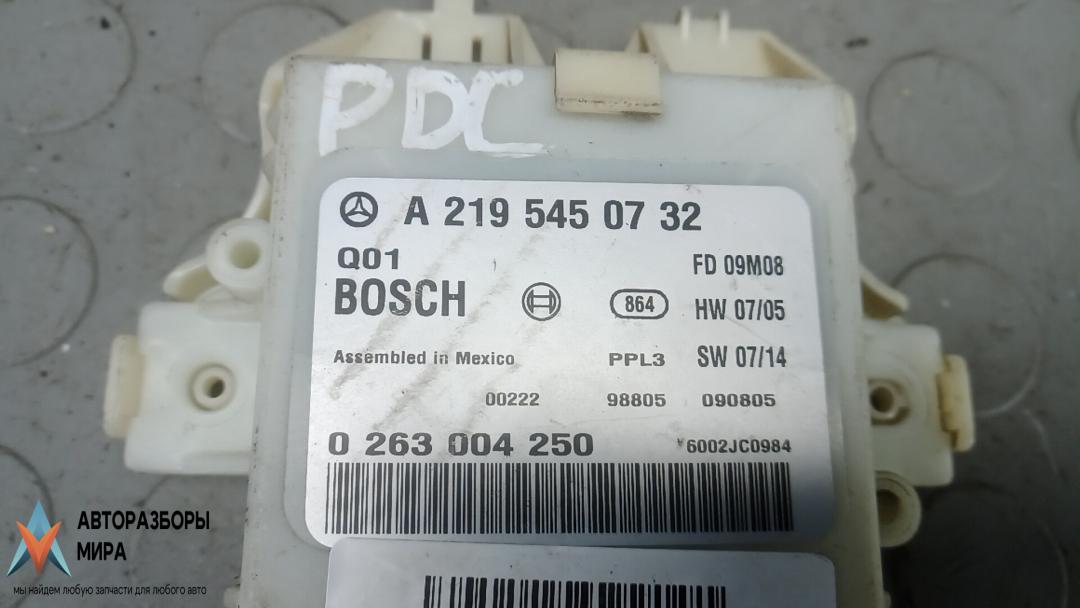 PDC
A 219 545 07 32
Q01
FD 09M08
BOSCH
864
HW 07/05
Assembled in Mexico
PPL3
SW 07/14
00222
98805
090805
0 263 004 250
6002JC0984
АВТОРАЗБОРЫ
МИРА
мы найдем любую запчасти для любого авто